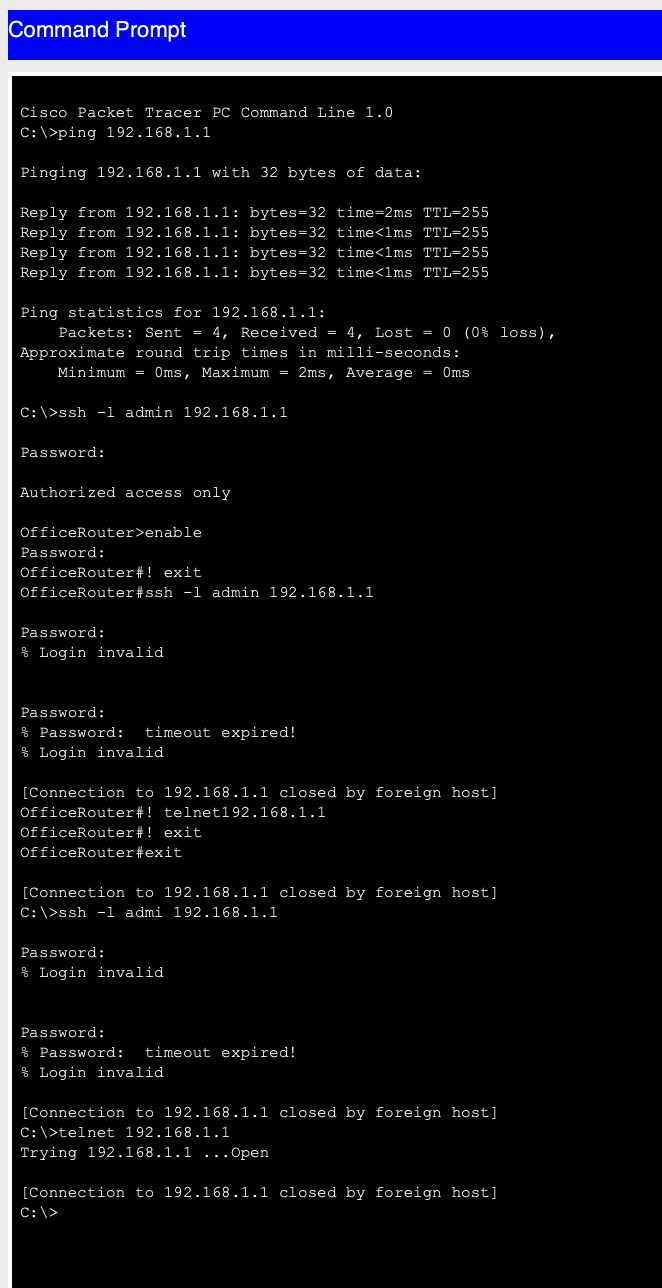 Command Prompt
Cisco Packet Tracer PC Command Line 1.0
C:\>ping 192.168.1.1
Pinging 192.168.1.1 with 32 bytes of data:
Reply from 192.168.1.1: bytes=32 time=2ms TTL=255
Reply from 192.168.1.1: bytes=32 time<1ms TTL=255
Reply from 192.168.1.1: bytes=32 time<1ms TTL=255
Reply from 192.168.1.1: bytes=32 time<1ms TTL=255
Ping statistics for 192.168.1.1:
    Packets: Sent = 4, Received = 4, Lost = 0 (0% loss),
Approximate round trip times in milli-seconds:
    Minimum = 0ms, Maximum = 2ms, Average = 0ms
C:\>ssh -l admin 192.168.1.1
Password:
Authorized access only
OfficeRouter>enable
Password:
OfficeRouter#! exit
OfficeRouter#ssh -l admin 192.168.1.1
Password:
% Login invalid
Password:
% Password:  timeout expired!
% Login invalid
[Connection to 192.168.1.1 closed by foreign host]
OfficeRouter#! telnet192.168.1.1
OfficeRouter#! exit
OfficeRouter#exit
[Connection to 192.168.1.1 closed by foreign host]
C:\>ssh -l admi 192.168.1.1
Password:
% Login invalid
Password:
% Password:  timeout expired!
% Login invalid
[Connection to 192.168.1.1 closed by foreign host]
C:\>telnet 192.168.1.1
Trying 192.168.1.1 ...Open
[Connection to 192.168.1.1 closed by foreign host]
C:\>